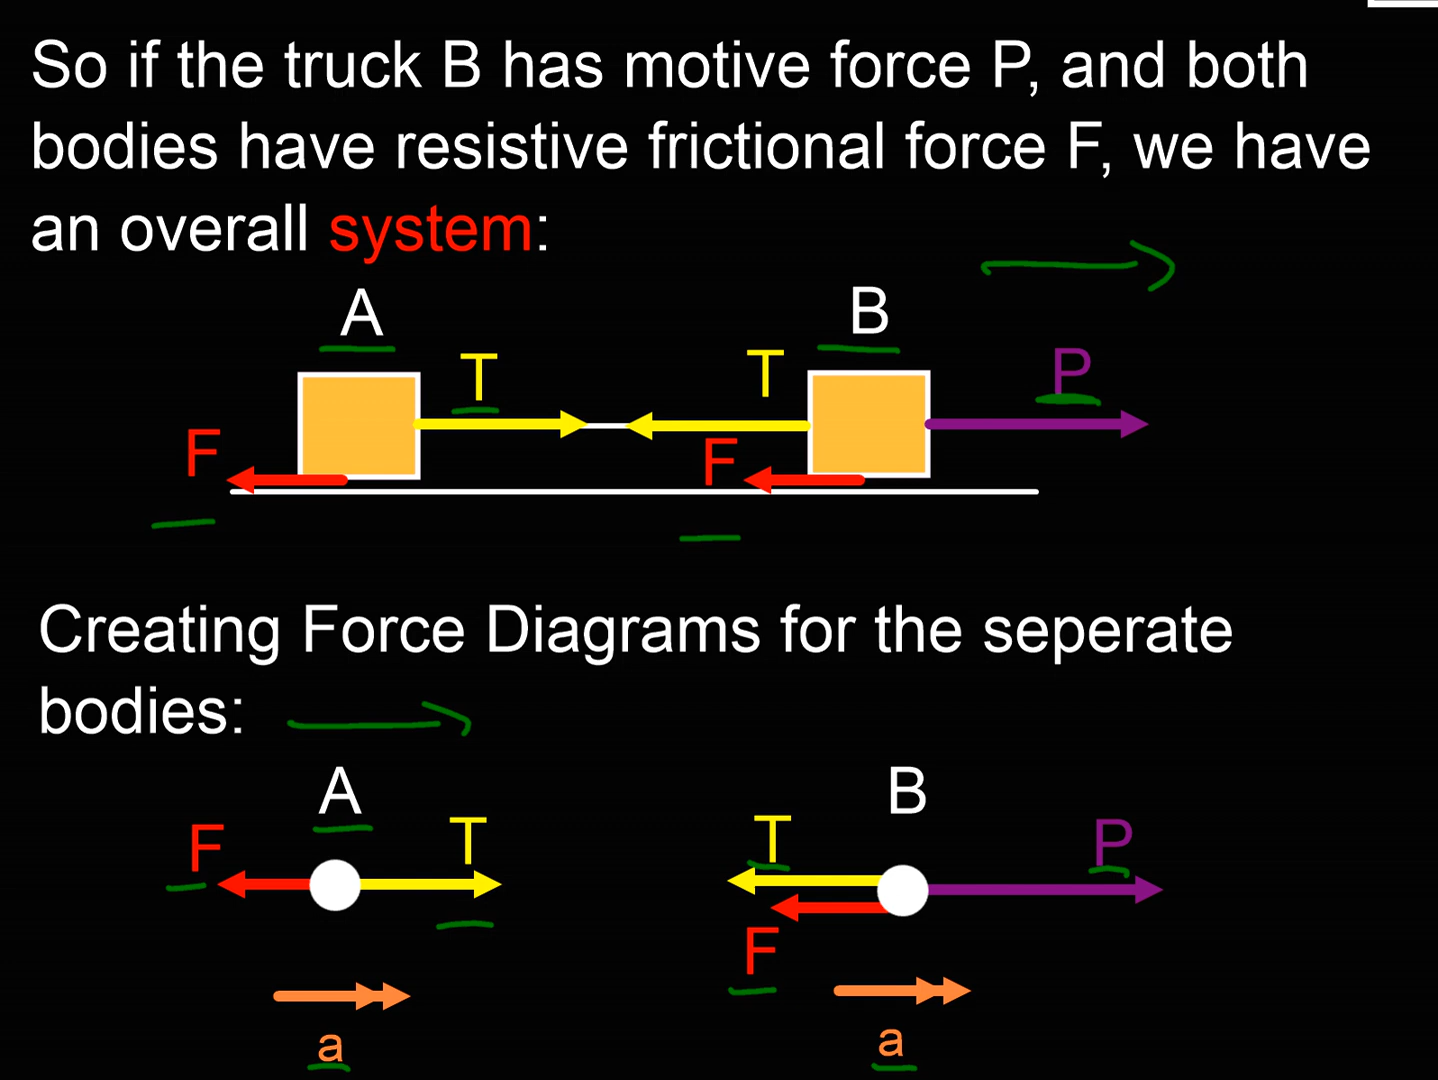 So if the truck B has motive force P, and both
bodies have resistive frictional force F, we have
an overall system:
A
B
T
T
P
F
F
Creating Force Diagrams for the seperate
bodies:
A
B
F
T
T
P
F
a
a